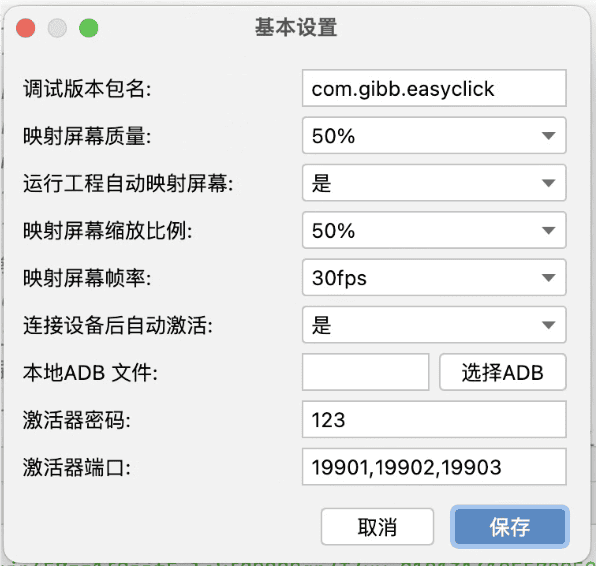 基本设置
调试版本包名: com.gibb.easyclick
映射屏幕质量: 50%
运行工程自动映射屏幕: 是
映射屏幕缩放比例: 50%
映射屏幕帧率: 30fps
连接设备后自动激活: 是
本地ADB 文件: 选择ADB
激活器密码: 123
激活器端口: 19901,19902,19903
取消 保存